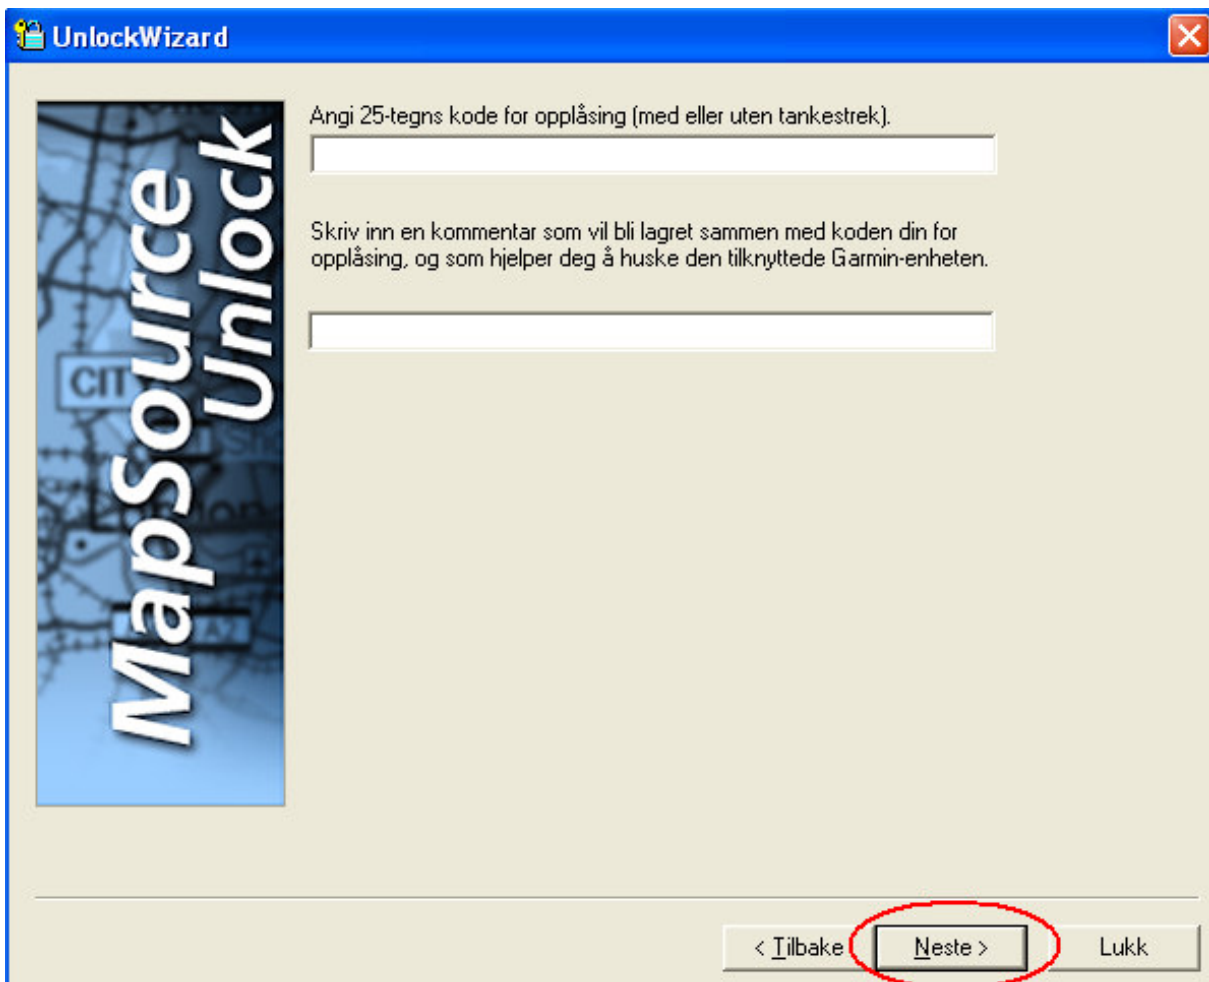 UnlockWizard
MapSource
Unlock
CIT
A2
Angi 25-tegns kode for opplåsing (med eller uten tankestrek).
Skriv inn en kommentar som vil bli lagret sammen med koden din for
opplåsing, og som hjelper deg å huske den tilknyttede Garmin-enheten.
< Tilbake
Neste >
Lukk